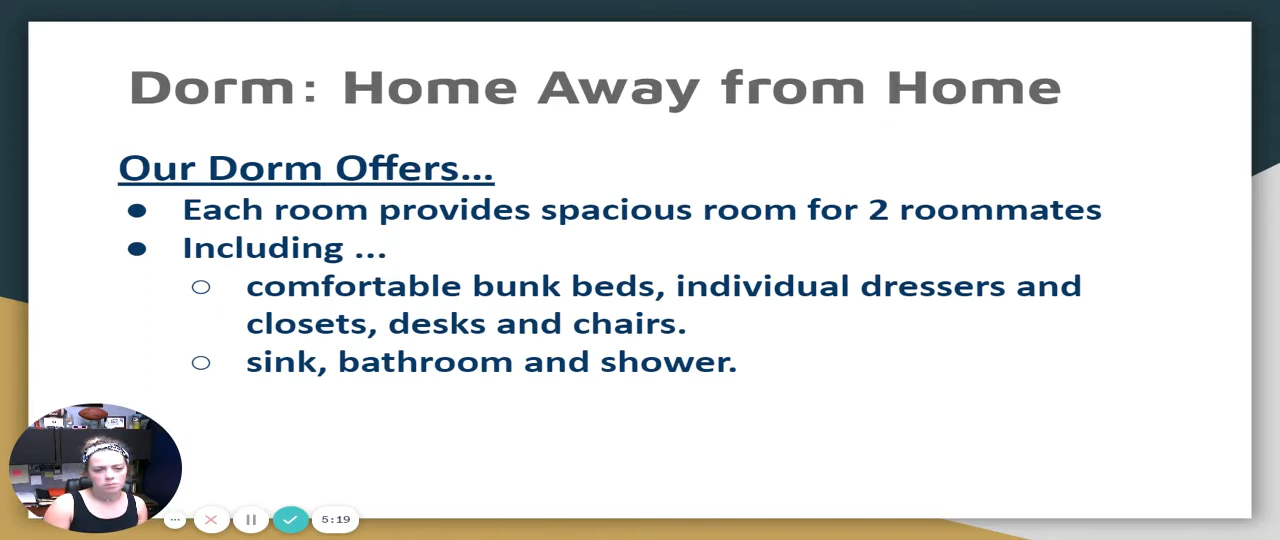 Dorm: Home Away from Home
Our Dorm Offers...
● Each room provides spacious room for 2 roommates
● Including ...
○ comfortable bunk beds, individual dressers and
closets, desks and chairs.
○ sink, bathroom and shower.
5:19